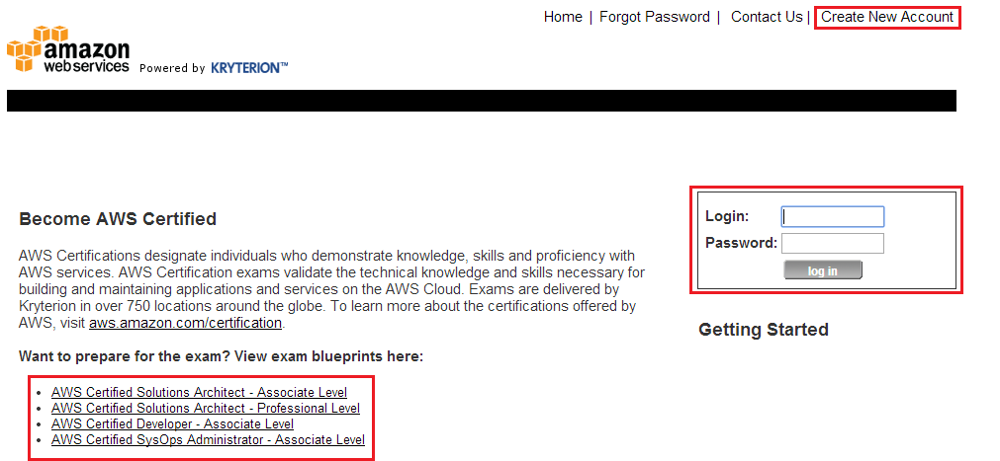 Home | Forgot Password | Contact Us | Create New Account
amazon
webservices Powered by KRYTERION™
Become AWS Certified
AWS Certifications designate individuals who demonstrate knowledge, skills and proficiency with
AWS services. AWS Certification exams validate the technical knowledge and skills necessary for
building and maintaining applications and services on the AWS Cloud. Exams are delivered by
Kryterion in over 750 locations around the globe. To learn more about the certifications offered by
AWS, visit aws.amazon.com/certification.
Want to prepare for the exam? View exam blueprints here:
• AWS Certified Solutions Architect - Associate Level
• AWS Certified Solutions Architect - Professional Level
• AWS Certified Developer - Associate Level
• AWS Certified SysOps Administrator - Associate Level
Login:
Password:
log in
Getting Started